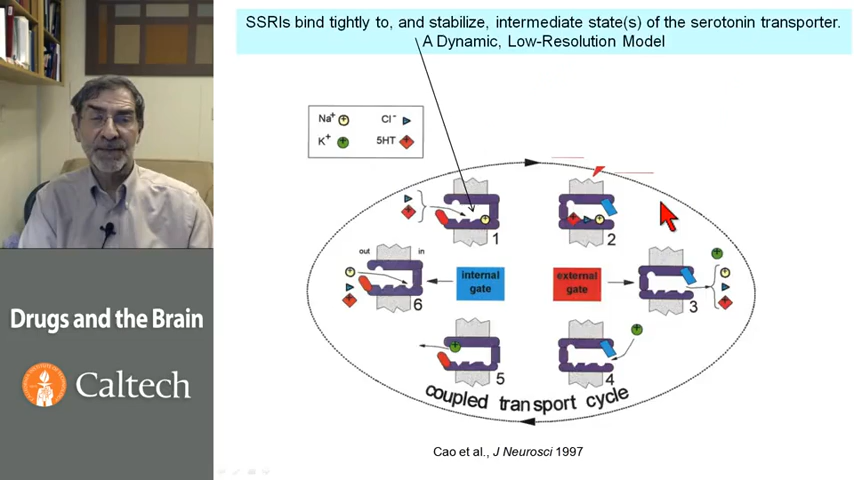 SSRIs bind tightly to, and stabilize, intermediate state(s) of the serotonin transporter.
A Dynamic, Low-Resolution Model
Na+
Cl-
K+
5HT
1
2
out
in
6
internal
gate
external
gate
3
5
4
coupled transport cycle
Cao et al., J Neurosci 1997
Drugs and the Brain
Caltech